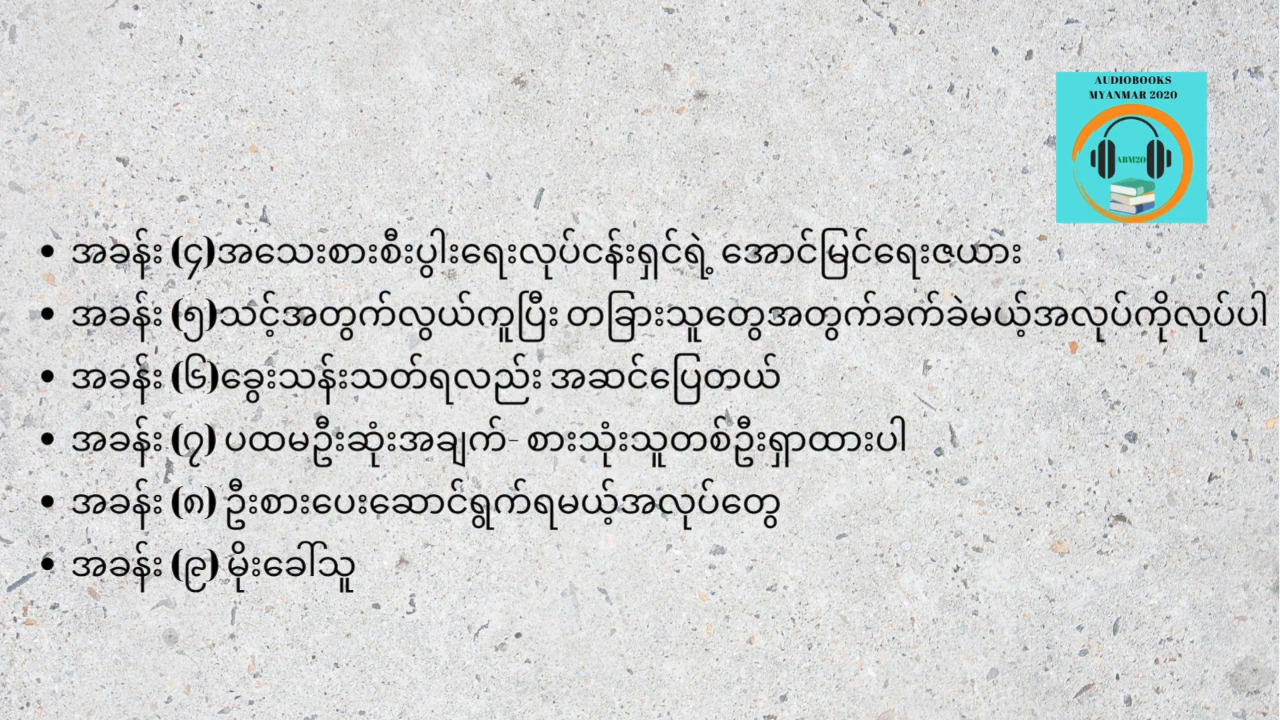 AUDIOBOOKS
MYANMAR 2020
ABM20
• အခန်း (၄)အသေးစားစီးပွါးရေးလုပ်ငန်းရှင်ရဲ့ အောင်မြင်ရေးဇယား
• အခန်း (၅)သင့်အတွက်လွယ်ကူပြီး တခြားသူတွေအတွက်ခက်ခဲမယ့်အလုပ်ကိုလုပ်ပါ
• အခန်း (၆)ခွေးသန်းသတ်ရလည်း အဆင်ပြေတယ်
• အခန်း (၇) ပထမဦးဆုံးအချက်- စားသုံးသူတစ်ဦးရှာထားပါ
• အခန်း (၈) ဦးစားပေးဆောင်ရွက်ရမယ့်အလုပ်တွေ
• အခန်း (၉) မိုးခေါ်သူ